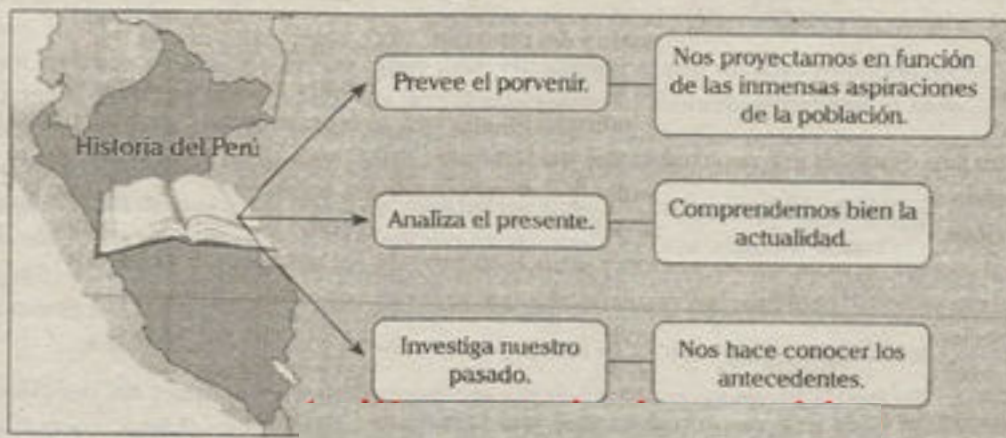 Historia del Perú
Prevee el porvenir.
Nos proyectamos en función
de las inmensas aspiraciones
de la población.
Analiza el presente.
Comprendemos bien la
actualidad.
Investiga nuestro
pasado.
Nos hace conocer los
antecedentes.